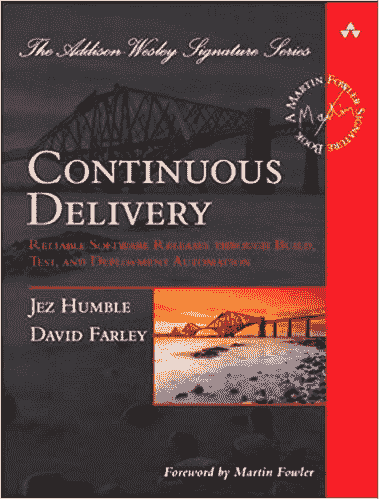 The Addison Wesley Signature Series
A MARTIN FOWLER SIGNATURE BOOK
Martin
CONTINUOUS
DELIVERY
RELIABLE SOFTWARE RELEASES THROUGH BUILD,
TEST, AND DEPLOYMENT AUTOMATION
JEZ HUMBLE
DAVID FARLEY
Foreword by Martin Fowler